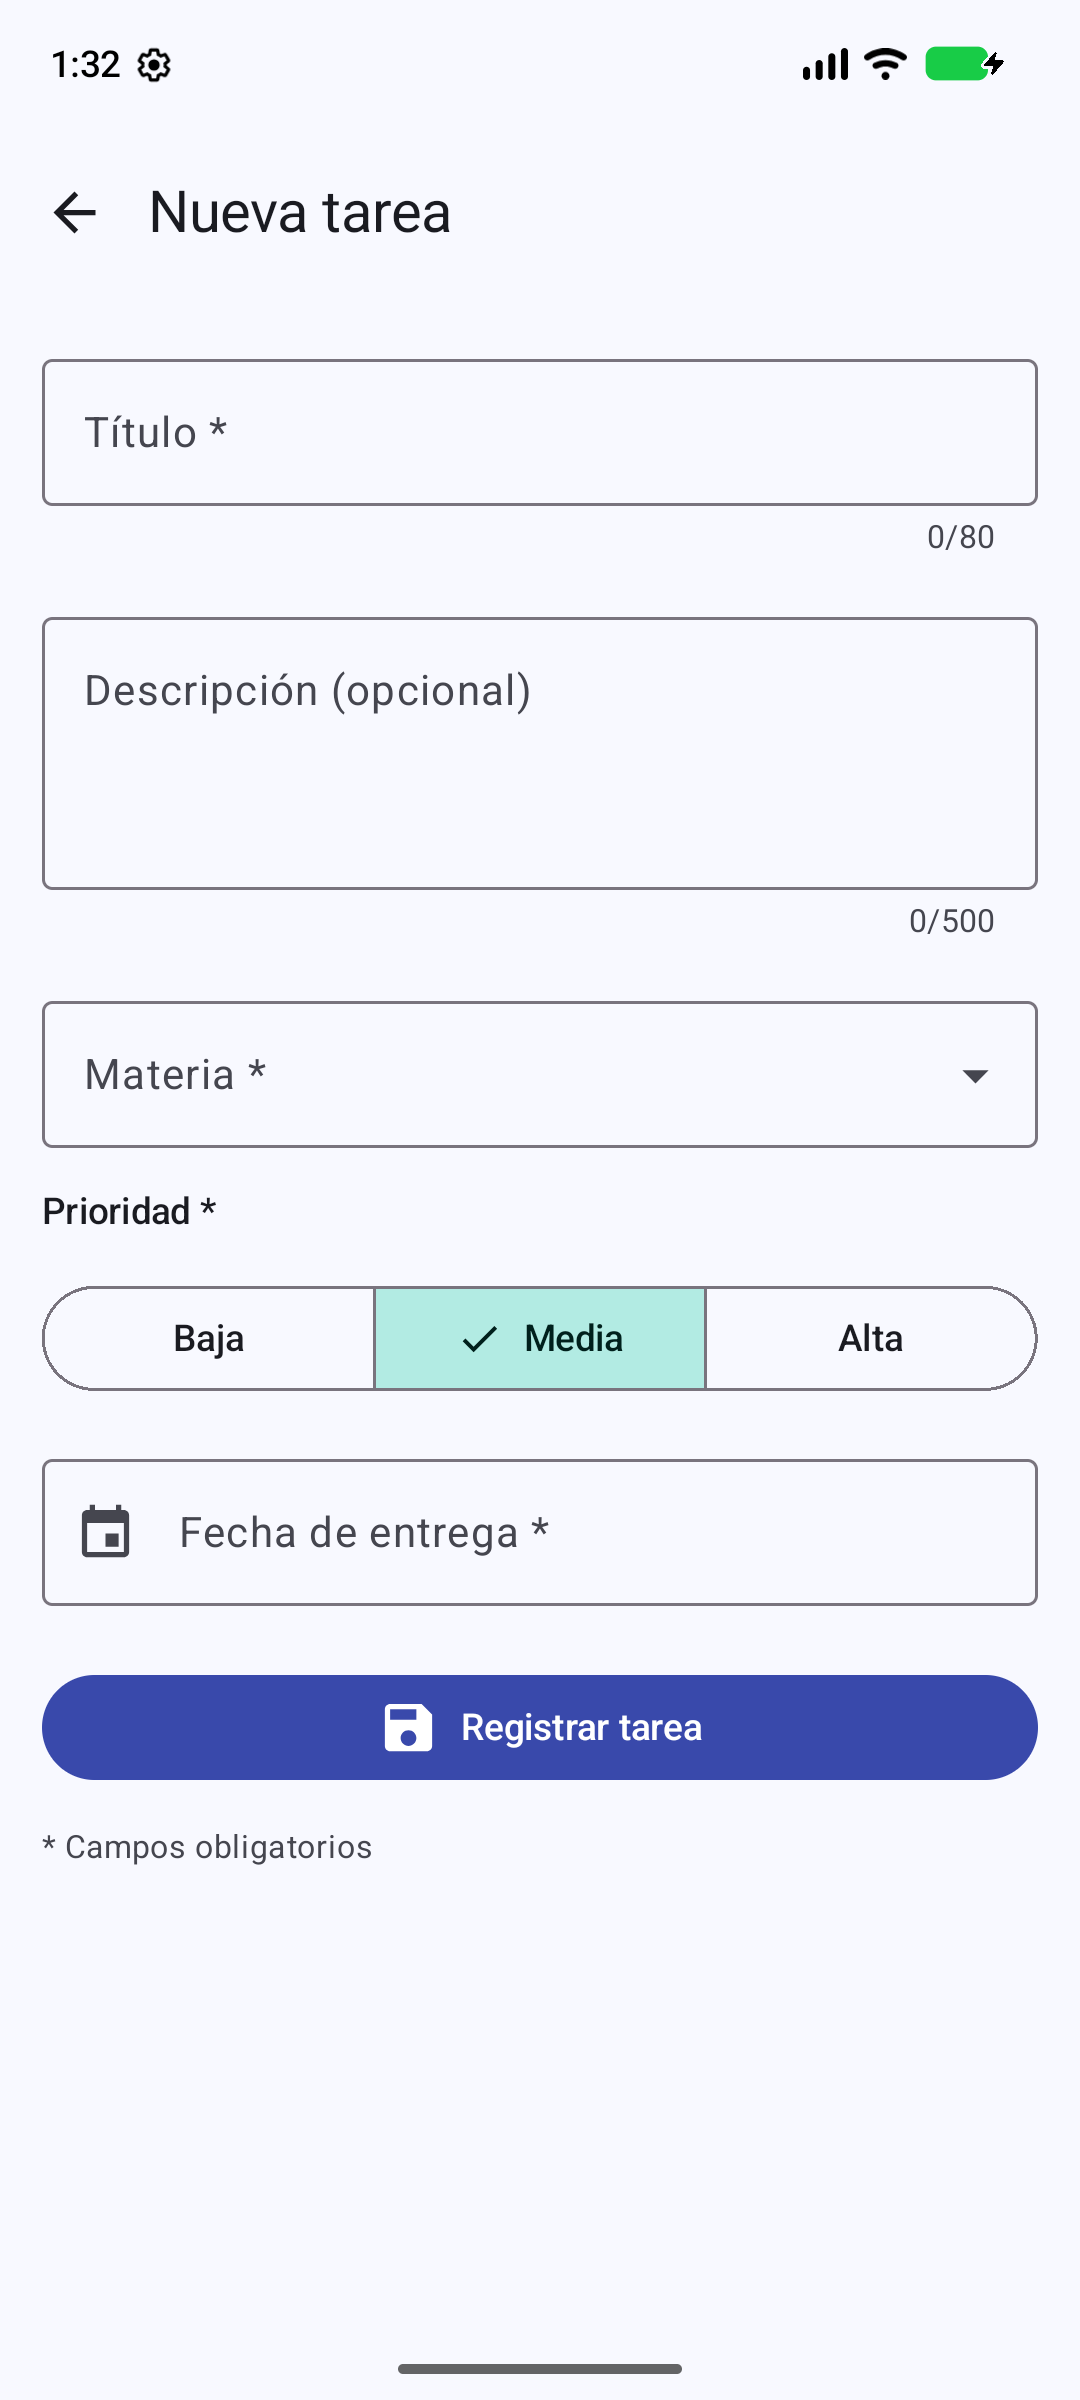 1:32
Nueva tarea
Título *
0/80
Descripción (opcional)
0/500
Materia *
Prioridad *
Baja
Media
Alta
Fecha de entrega *
Registrar tarea
* Campos obligatorios